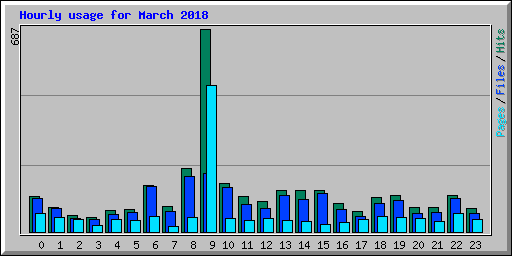 Hourly usage for March 2018
687
Pages/Files/Hits
0 1 2 3 4 5 6 7 8 9 10 11 12 13 14 15 16 17 18 19 20 21 22 23